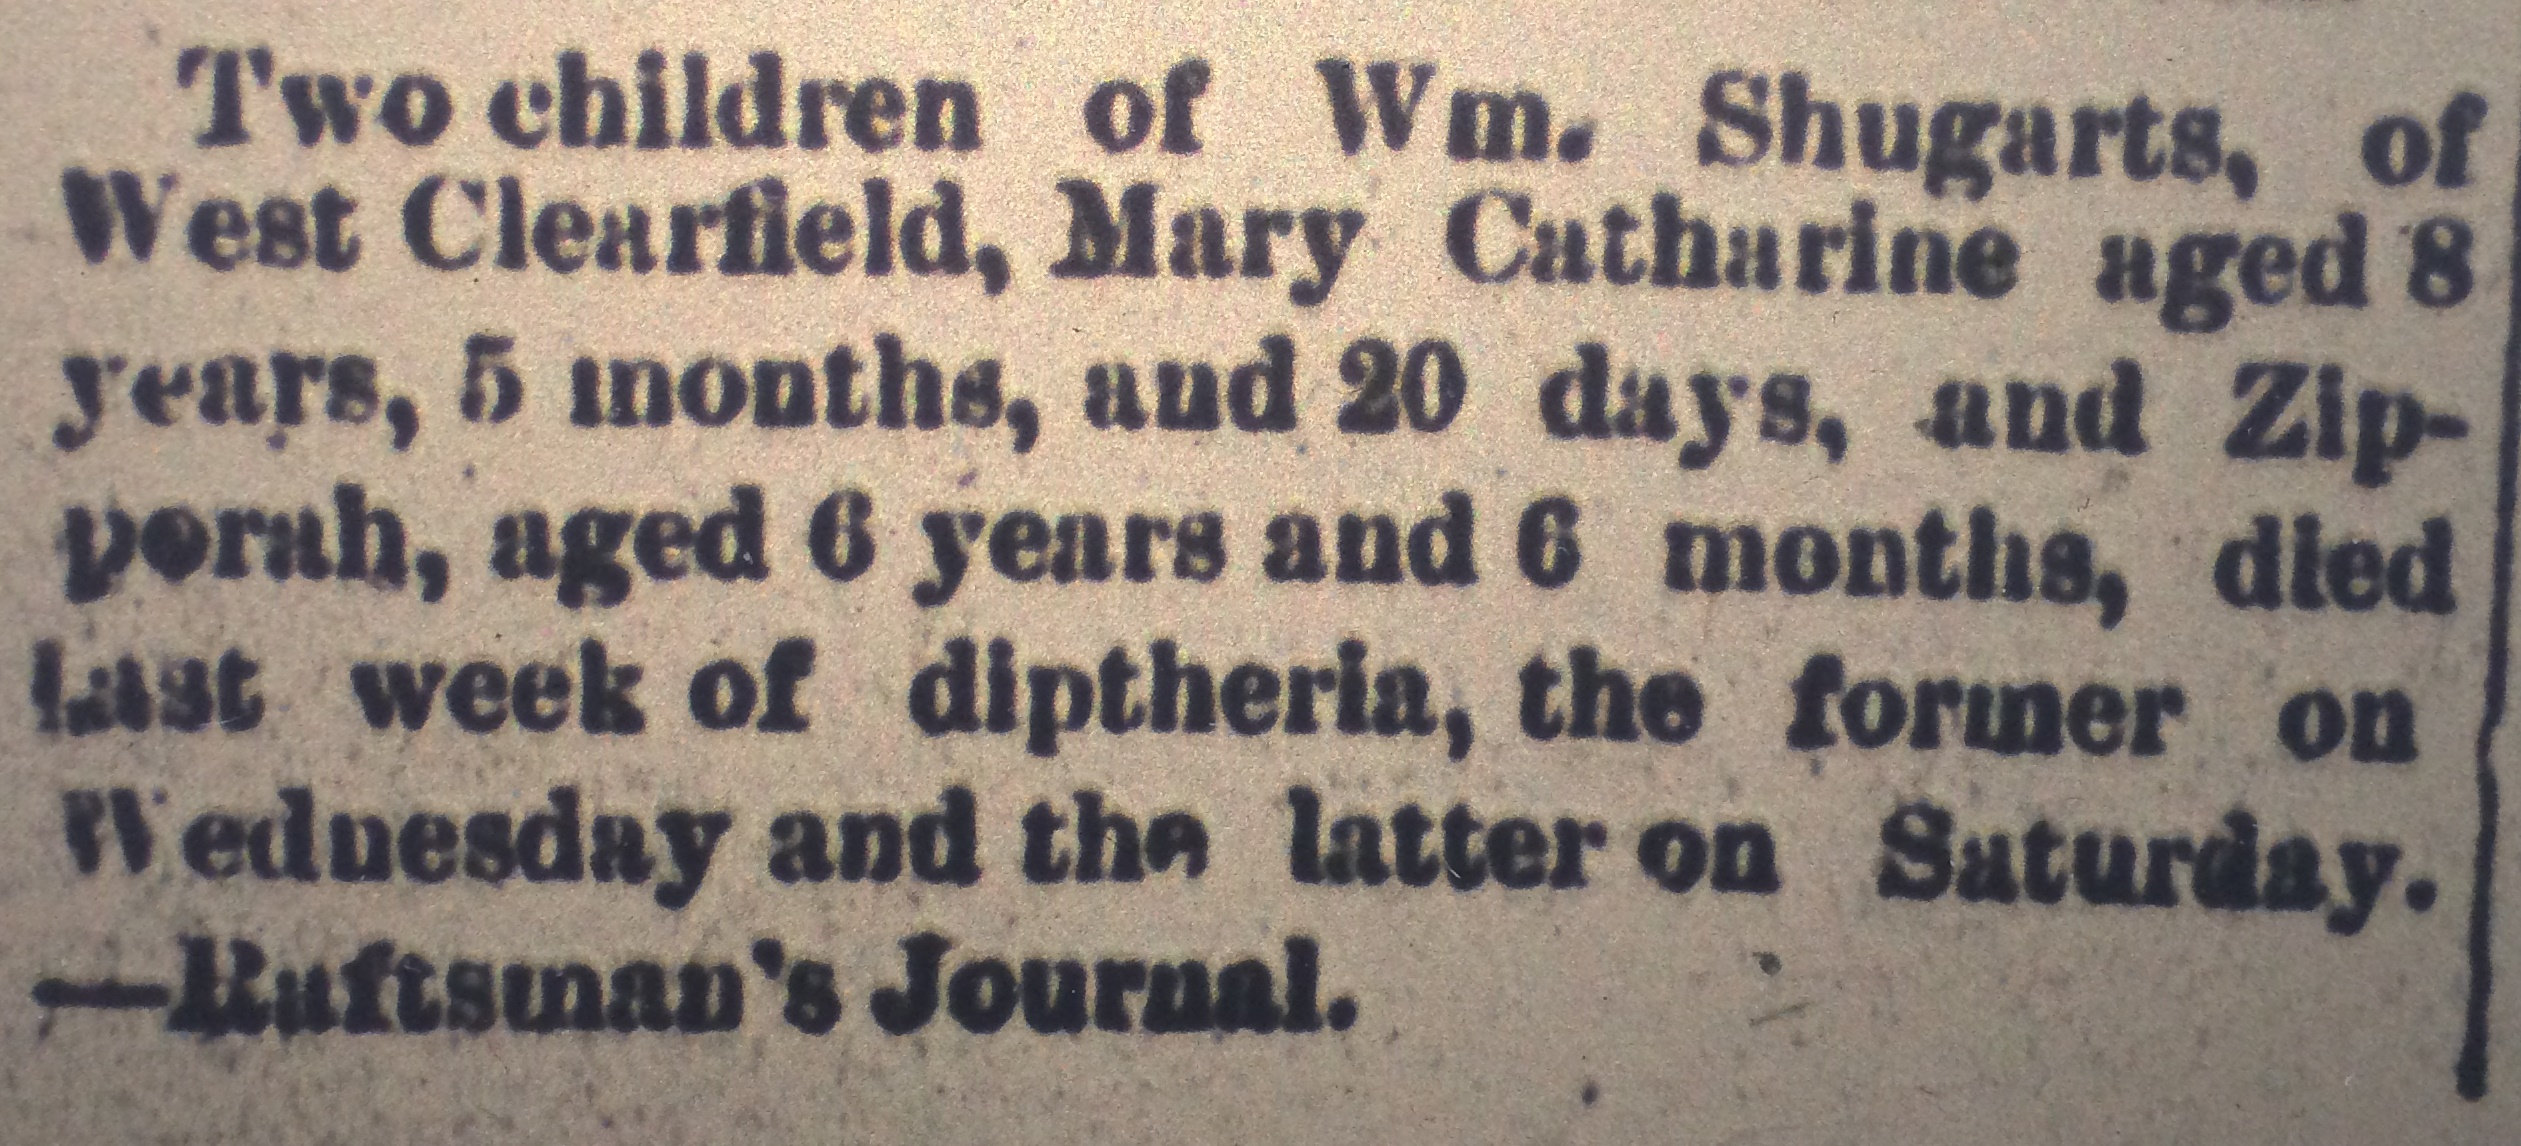 Two children of Wm. Shugarts, of
West Clearfield, Mary Catharine aged 8
years, 5 months, and 20 days, and Zip-
porah, aged 6 years and 6 months, died
last week of diptheria, the former on
Wednesday and the latter on Saturday.
—Raftsman's Journal.